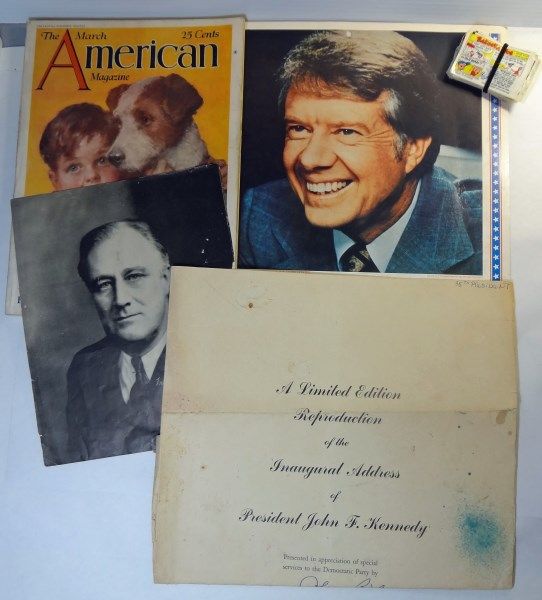 The March 25 Cents
American
Magazine
35TH PRESIDENT
A Limited Edition
Reproduction
of the
Inaugural Address
of
President John F. Kennedy
Presented in appreciation of special
services to the Democratic Party by